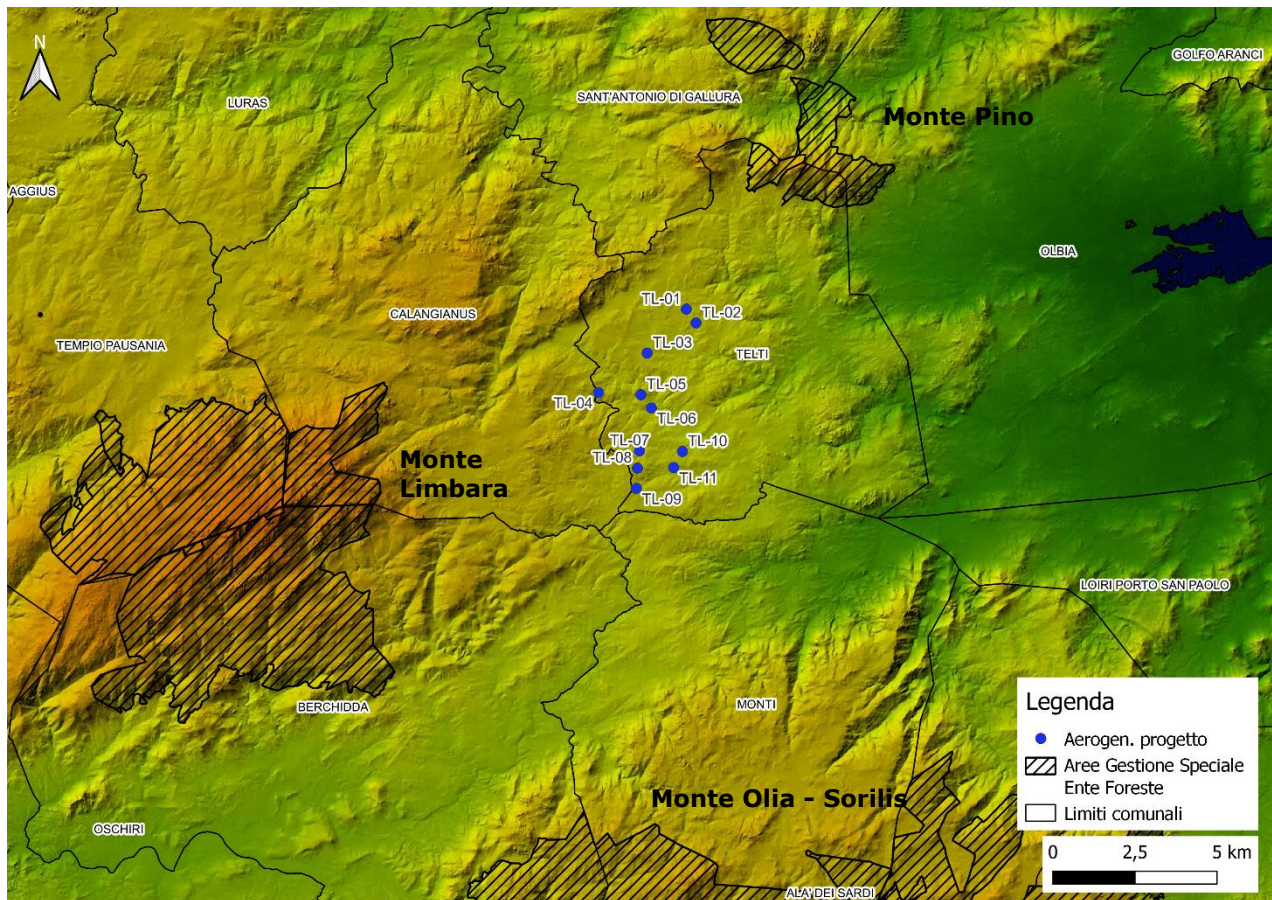 N
GOLFO ARANCI
LURAS
SANT'ANTONIO DI GALLURA
Monte Pino
AGGIUS
OLBIA
TL-01
TL-02
CALANGIANUS
TEMPIO PAUSANIA
TL-03
TELTI
TL-05
TL-04
TL-06
TL-07
TL-10
Monte
Limbara
TL-08
TL-11
TL-09
LOIRI PORTO SAN PAOLO
BERCHIDDA
MONTI
Monte Olia - Sorilis
OSCHIRI
ALA' DEI SARDI
Legenda
Aerogen. progetto
Aree Gestione Speciale
Ente Foreste
Limiti comunali
0 2,5 5 km